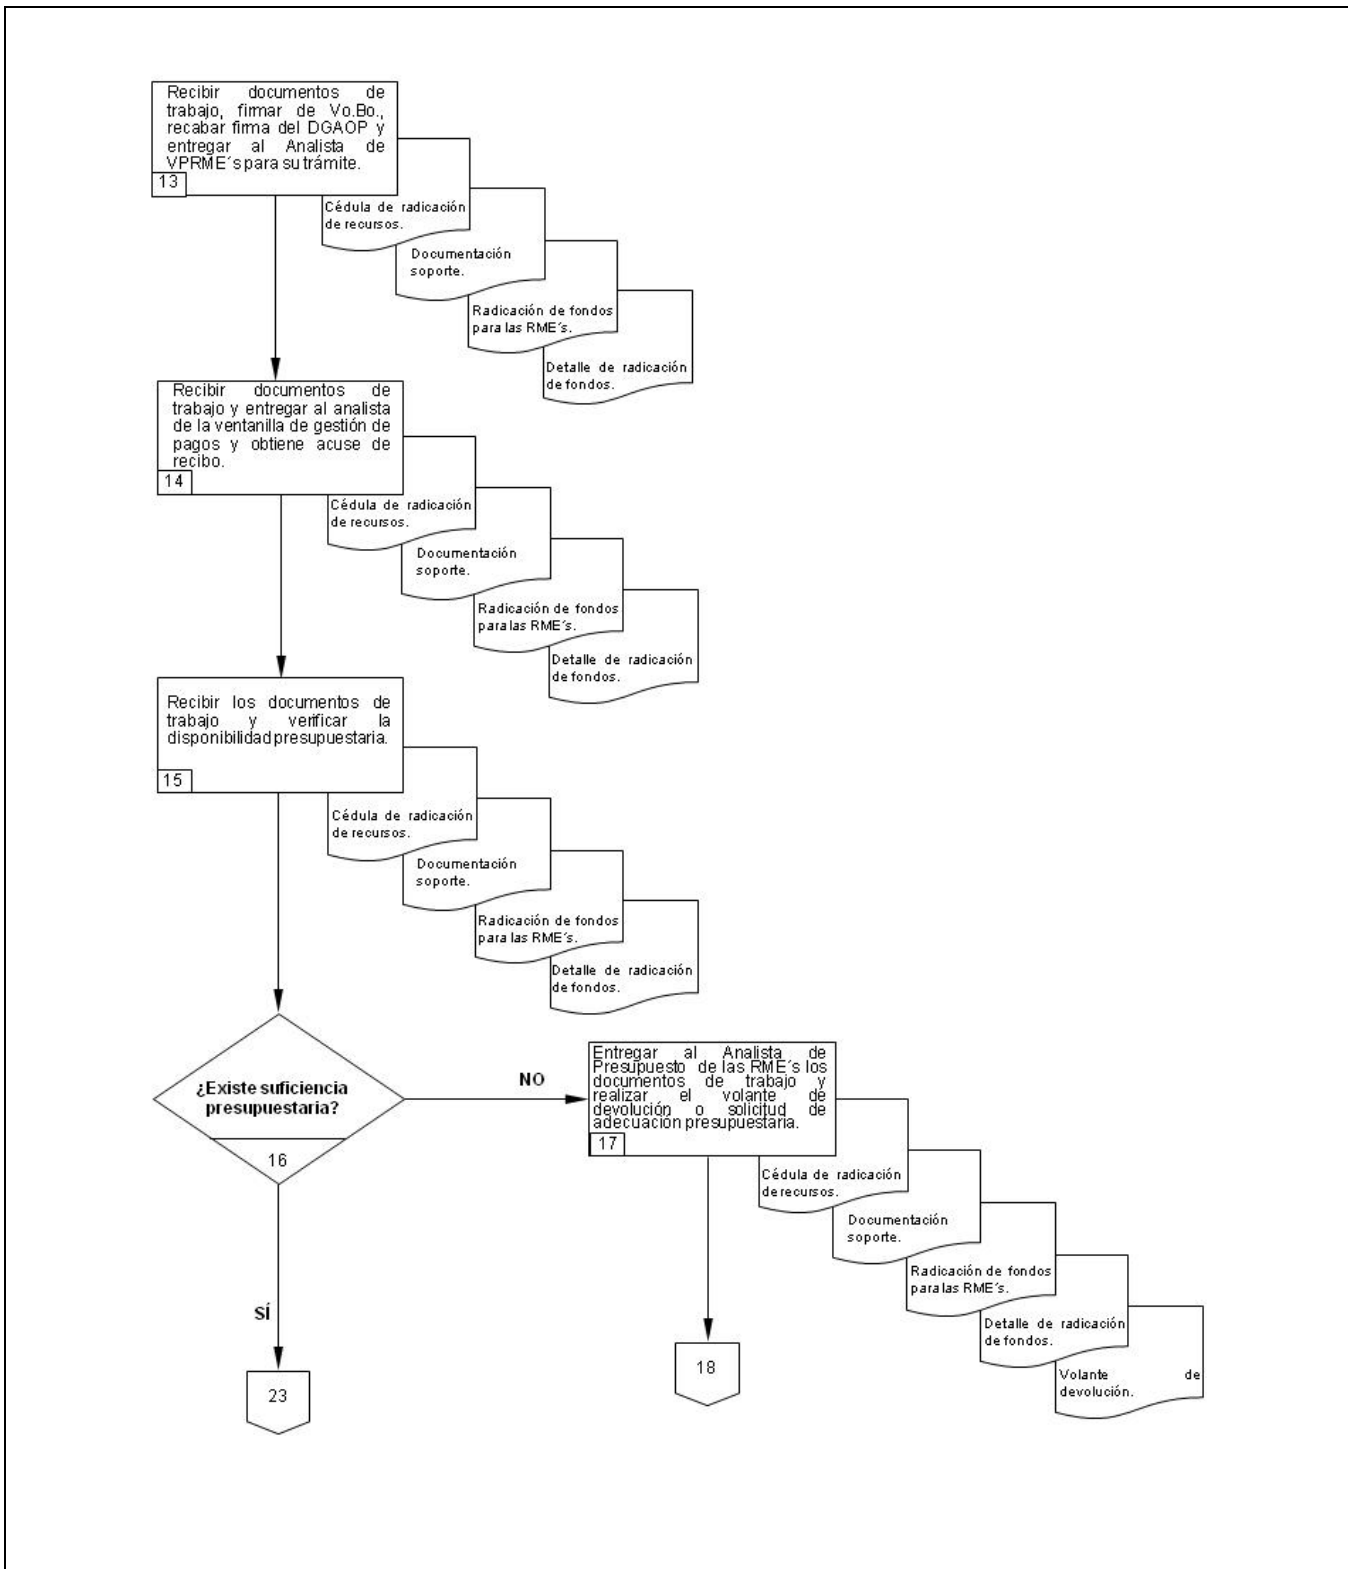 Recibir documentos de
trabajo, firmar de Vo.Bo.,
recabar firma del DGAOP y
entregar al Analista de
VPRME´s para su trámite.
13
Cédula de radicación
de recursos.
Documentación
soporte.
Radicación de fondos
para las RME´s.
Detalle de radicación
de fondos.
Recibir documentos de
trabajo y entregar al analista
de la ventanilla de gestión de
pagos y obtiene acuse de
recibo.
14
Cédula de radicación
de recursos.
Documentación
soporte.
Radicación de fondos
para las RME´s.
Detalle de radicación
de fondos.
Recibir los documentos de
trabajo y verificar la
disponibilidad presupuestaria.
15
Cédula de radicación
de recursos.
Documentación
soporte.
Radicación de fondos
para las RME´s.
Detalle de radicación
de fondos.
¿Existe suficiencia
presupuestaria?
16
NO
Entregar al Analista de
Presupuesto de las RME´s los
documentos de trabajo y
realizar el volante de
devolución o solicitud de
adecuación presupuestaria.
17
Cédula de radicación
de recursos.
Documentación
soporte.
Radicación de fondos
para las RME´s.
Detalle de radicación
de fondos.
Volante de
devolución.
SÍ
18
23